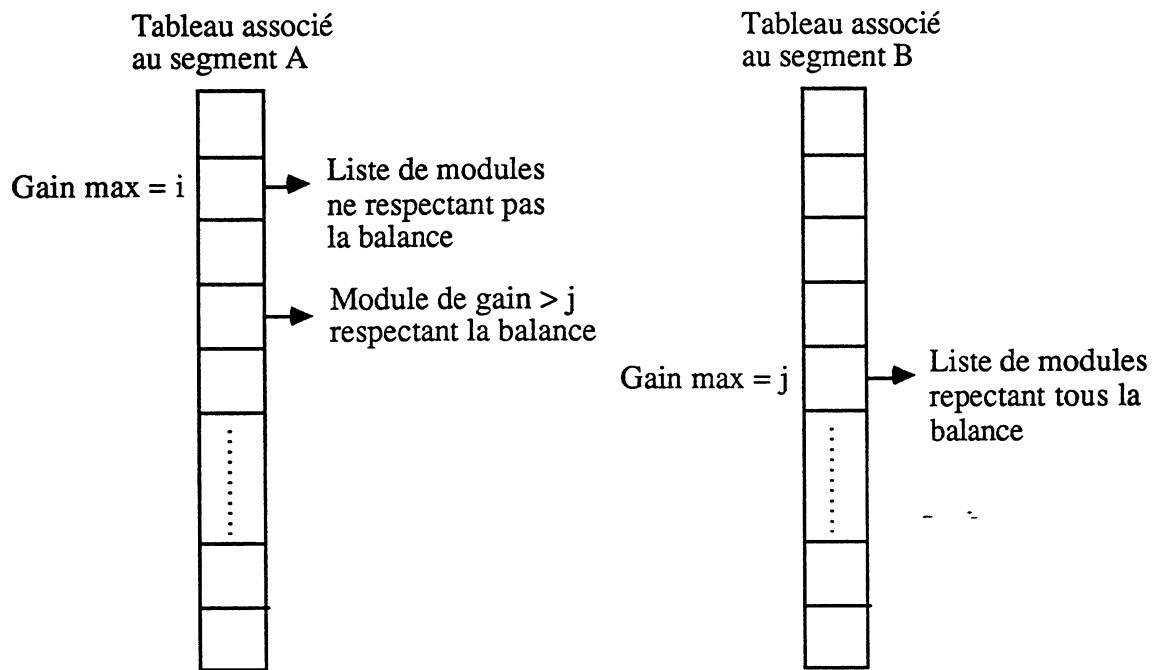 Tableau associé
au segment A
Gain max = i
Liste de modules
ne respectant pas
la balance
Module de gain > j
respectant la balance
Tableau associé
au segment B
Gain max = j
Liste de modules
repectant tous la
balance